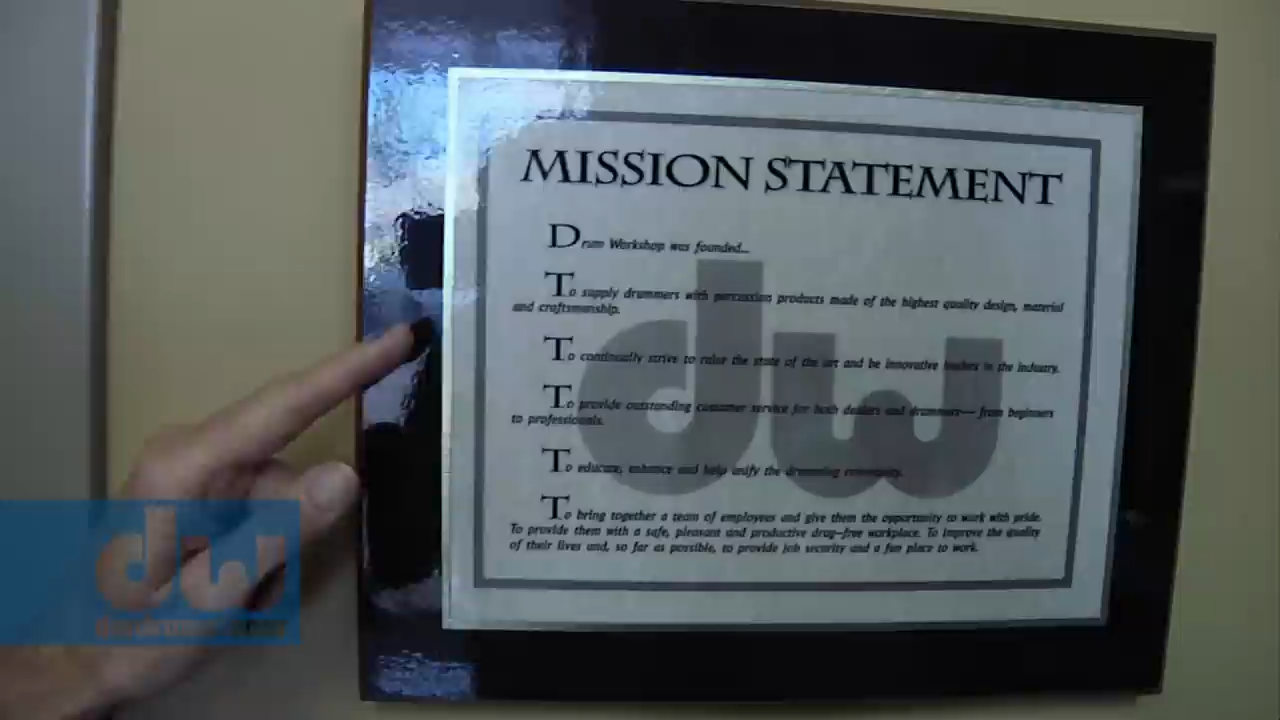 MISSION STATEMENT
Drum Workshop was founded...
To supply drummers with percussion products made of the highest quality design, material
and craftsmanship.
To continually strive to raise the state of the art and be innovative leaders in the industry.
To provide outstanding customer service for both dealers and drummers— from beginners
to professionals.
To educate, enhance and help unify the drumming community.
To bring together a team of employees and give them the opportunity to work with pride.
To provide them with a safe, pleasant and productive drug-free workplace. To improve the quality
of their lives and, so far as possible, to provide job security and a fun place to work.
dw
dw